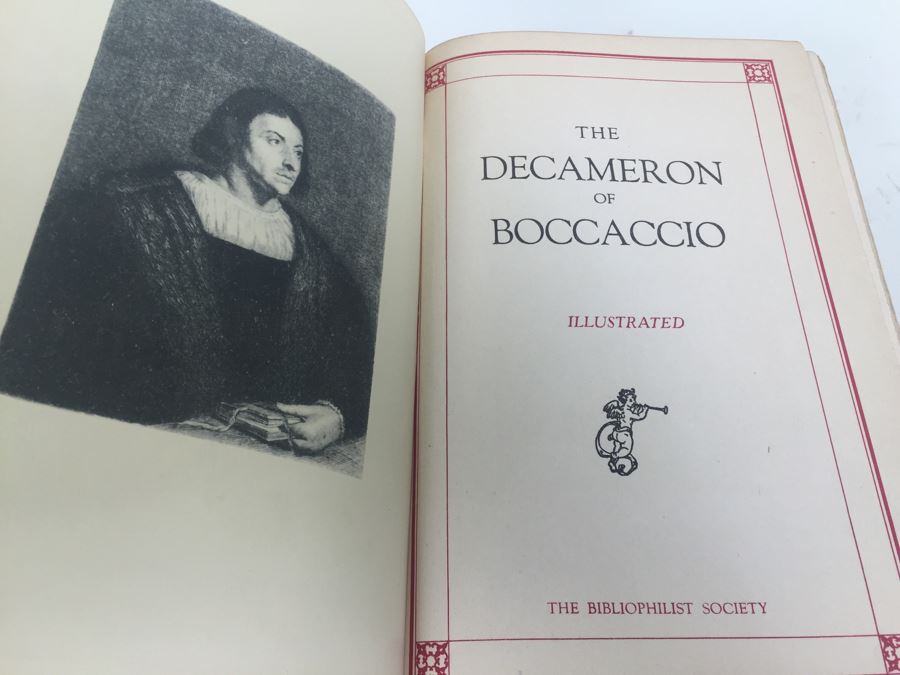 THE
DECAMERON
OF
BOCCACCIO
ILLUSTRATED
THE BIBLIOPHILIST SOCIETY